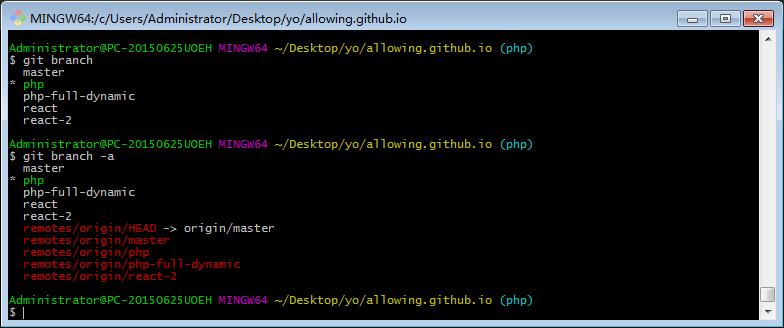 MINGW64:/c/Users/Administrator/Desktop/yo/allowing.github.io
Administrator@PC-20150625UOEH MINGW64 ~/Desktop/yo/allowing.github.io (php)
$ git branch
  master
* php
  php-full-dynamic
  react
  react-2
Administrator@PC-20150625UOEH MINGW64 ~/Desktop/yo/allowing.github.io (php)
$ git branch -a
  master
* php
  php-full-dynamic
  react
  react-2
  remotes/origin/HEAD -> origin/master
  remotes/origin/master
  remotes/origin/php
  remotes/origin/php-full-dynamic
  remotes/origin/react-2
Administrator@PC-20150625UOEH MINGW64 ~/Desktop/yo/allowing.github.io (php)
$